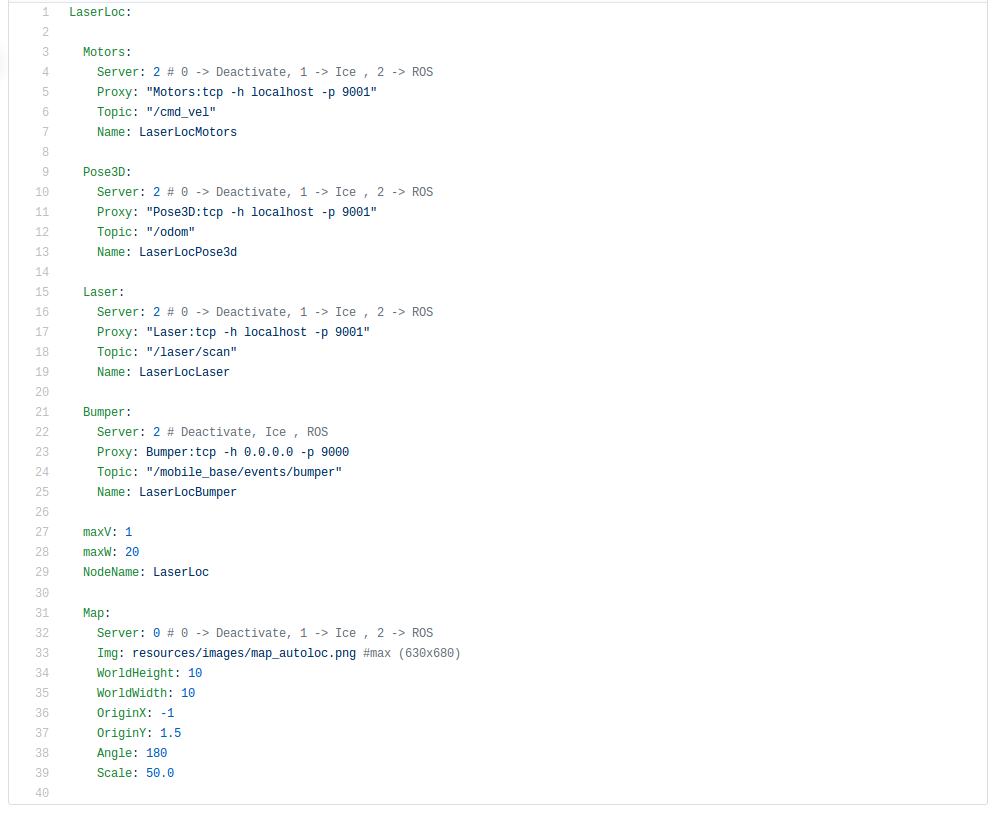 1 LaserLoc:
2
3   Motors:
4     Server: 2 # 0 -> Deactivate, 1 -> Ice , 2 -> ROS
5     Proxy: "Motors:tcp -h localhost -p 9001"
6     Topic: "/cmd_vel"
7     Name: LaserLocMotors
8
9   Pose3D:
10     Server: 2 # 0 -> Deactivate, 1 -> Ice , 2 -> ROS
11     Proxy: "Pose3D:tcp -h localhost -p 9001"
12     Topic: "/odom"
13     Name: LaserLocPose3d
14
15   Laser:
16     Server: 2 # 0 -> Deactivate, 1 -> Ice , 2 -> ROS
17     Proxy: "Laser:tcp -h localhost -p 9001"
18     Topic: "/laser/scan"
19     Name: LaserLocLaser
20
21   Bumper:
22     Server: 2 # Deactivate, Ice , ROS
23     Proxy: Bumper:tcp -h 0.0.0.0 -p 9000
24     Topic: "/mobile_base/events/bumper"
25     Name: LaserLocBumper
26
27   maxV: 1
28   maxW: 20
29   NodeName: LaserLoc
30
31   Map:
32     Server: 0 # 0 -> Deactivate, 1 -> Ice , 2 -> ROS
33     Img: resources/images/map_autoloc.png #max (630x680)
34     WorldHeight: 10
35     WorldWidth: 10
36     OriginX: -1
37     OriginY: 1.5
38     Angle: 180
39     Scale: 50.0
40